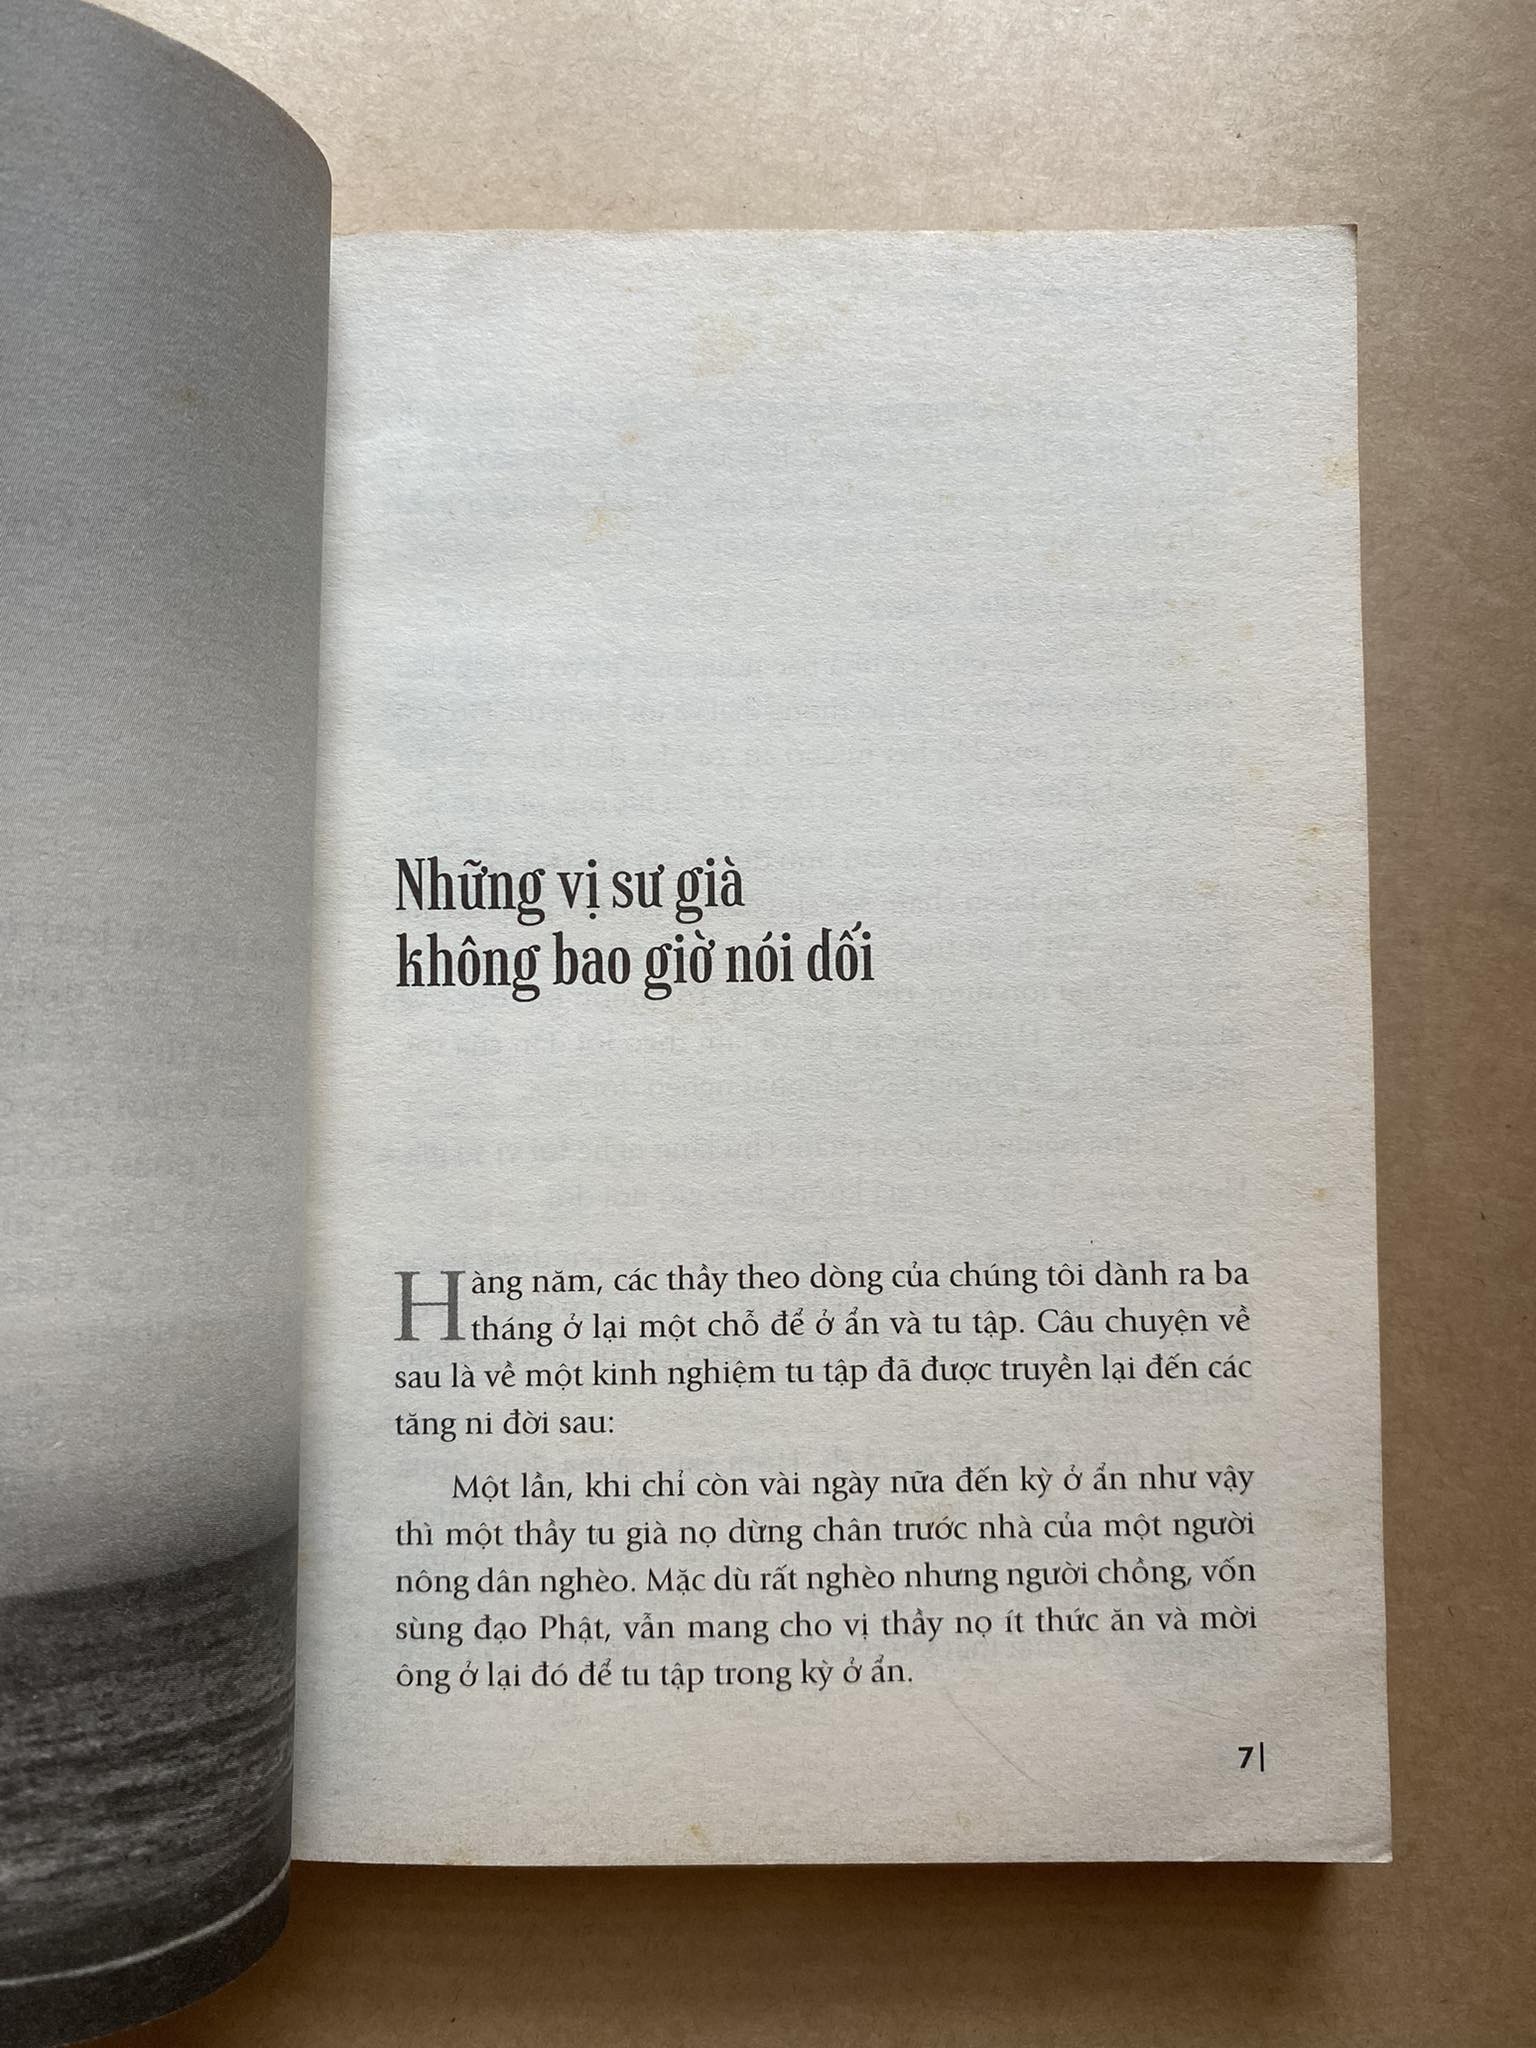 Những vị sư già
không bao giờ nói dối
Hàng năm, các thầy theo dòng của chúng tôi dành ra ba
tháng ở lại một chỗ để ở ẩn và tu tập. Câu chuyện về
sau là về một kinh nghiệm tu tập đã được truyền lại đến các
tăng ni đời sau:
Một lần, khi chỉ còn vài ngày nữa đến kỳ ở ẩn như vậy
thì một thầy tu già nọ dừng chân trước nhà của một người
nông dân nghèo. Mặc dù rất nghèo nhưng người chồng, vốn
sùng đạo Phật, vẫn mang cho vị thầy nọ ít thức ăn và mời
ông ở lại đó để tu tập trong kỳ ở ẩn.
7|